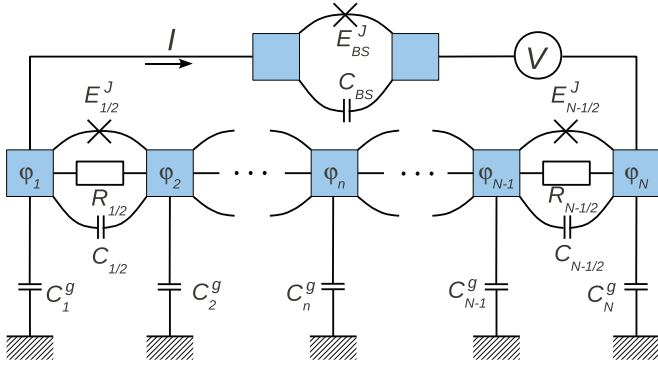 I
E^J_BS
V
C_BS
E^J_1/2
E^J_N-1/2
φ_1
φ_2
· · ·
φ_n
· · ·
φ_N-1
φ_N
R_1/2
R_N-1/2
C_1/2
C_N-1/2
C^g_1
C^g_2
C^g_n
C^g_N-1
C^g_N